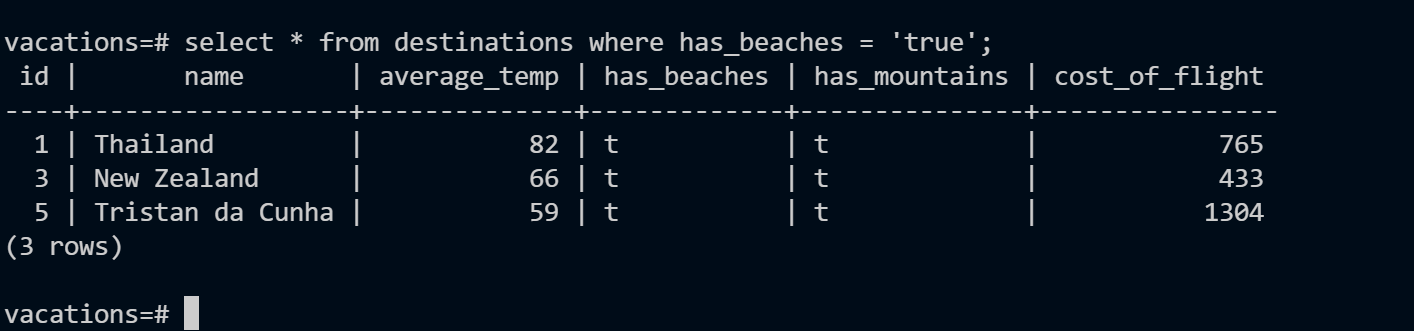 vacations=# select * from destinations where has_beaches = 'true';
 id |       name       | average_temp | has_beaches | has_mountains | cost_of_flight
----+------------------+--------------+-------------+---------------+----------------
  1 | Thailand         |           82 | t           | t             |            765
  3 | New Zealand      |           66 | t           | t             |            433
  5 | Tristan da Cunha |           59 | t           | t             |           1304
(3 rows)
vacations=#